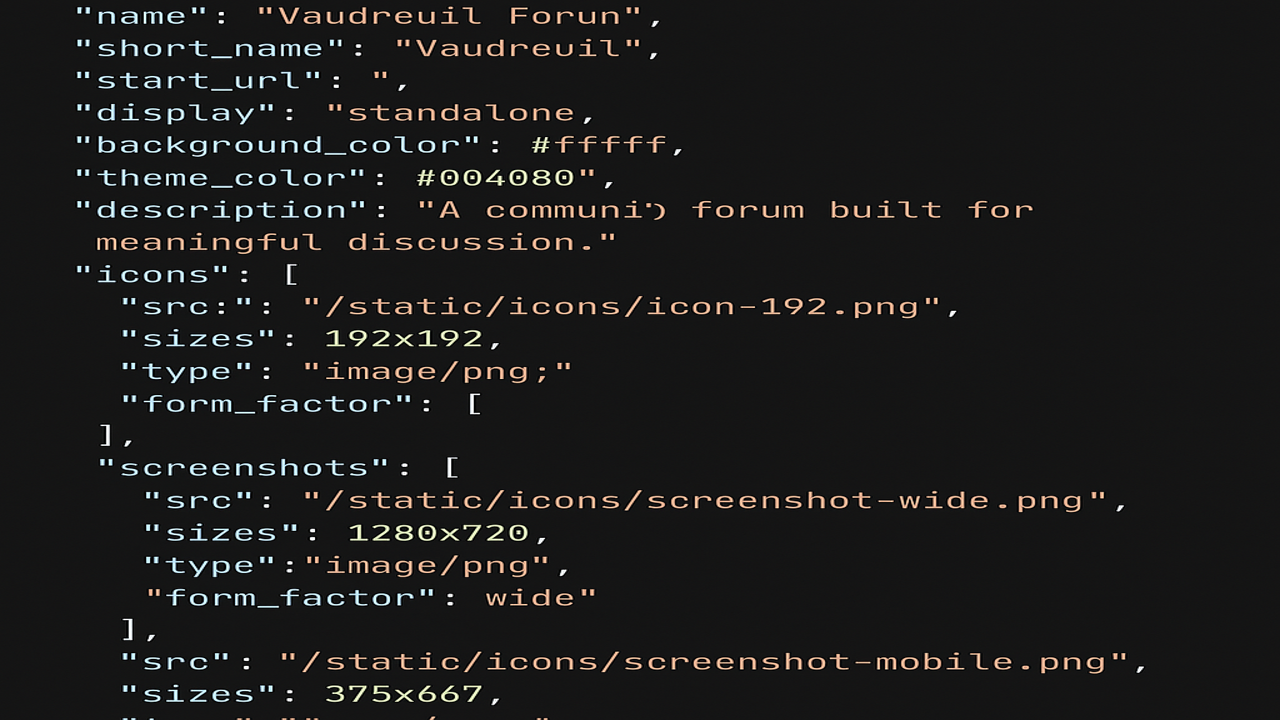 "name": "Vaudreuil Forun",
"short_name": "Vaudreuil",
"start_url": ",
"display": "standalone,
"background_color": #fffff,
"theme_color": #004080",
"description": "A forum built for
meaningful discussion."
"icons": [
"src:": "/static/icons/icon-192.png",
"sizes": 192x192,
"type": "image/png;"
"form_factor": [
],
"screenshots": [
"src": "/static/icons/screenshot-wide.png",
"sizes": 1280x720,
"type":"image/png",
"form_factor": wide"
],
"src": "/static/icons/screenshot-mobile.png",
"sizes": 375x667,